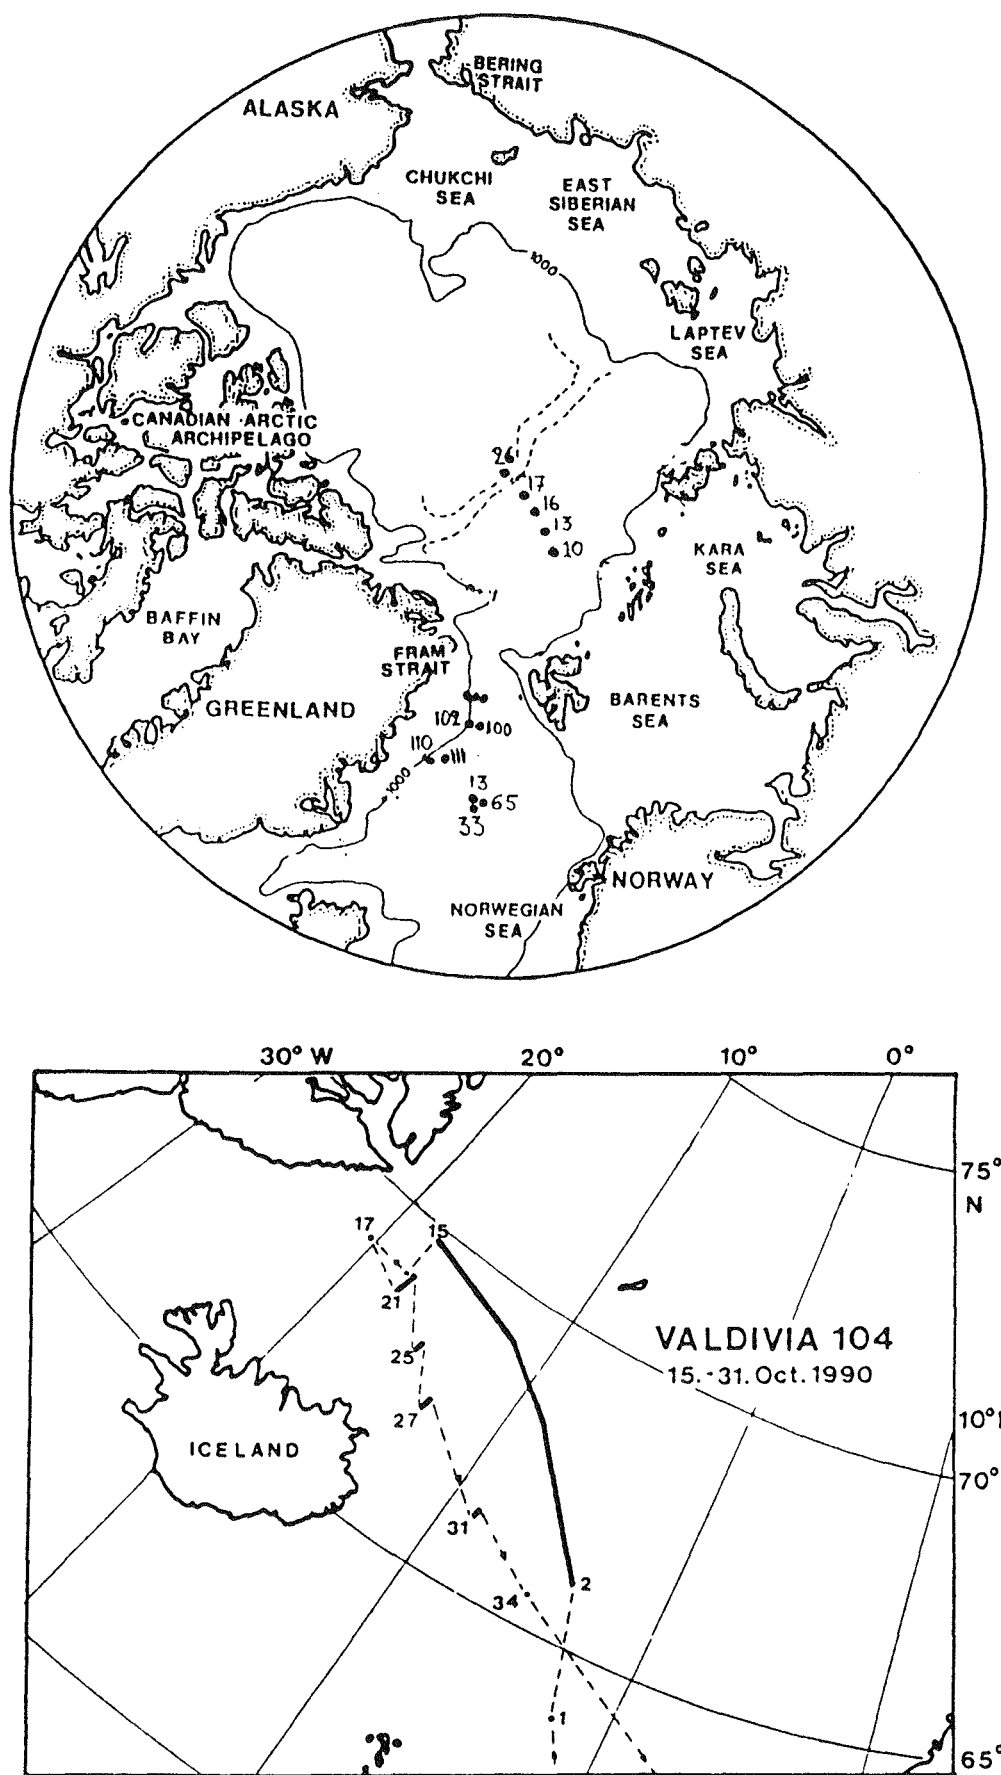 BERING
STRAIT
ALASKA
CHUKCHI
SEA
EAST
SIBERIAN
SEA
1000
LAPTEV
SEA
CANADIAN ARCTIC
ARCHIPELAGO
26
17
16
13
10
KARA
SEA
BAFFIN
BAY
FRAM
STRAIT
GREENLAND
BARENTS
SEA
102
100
110
111
1000
13
65
33
NORWAY
NORWEGIAN
SEA
30° W 20° 10° 0°
75°
N
17
15
21
VALDIVIA 104
15.-31.Oct.1990
25
27
10°
ICELAND
70°
31
2
34
1
65°